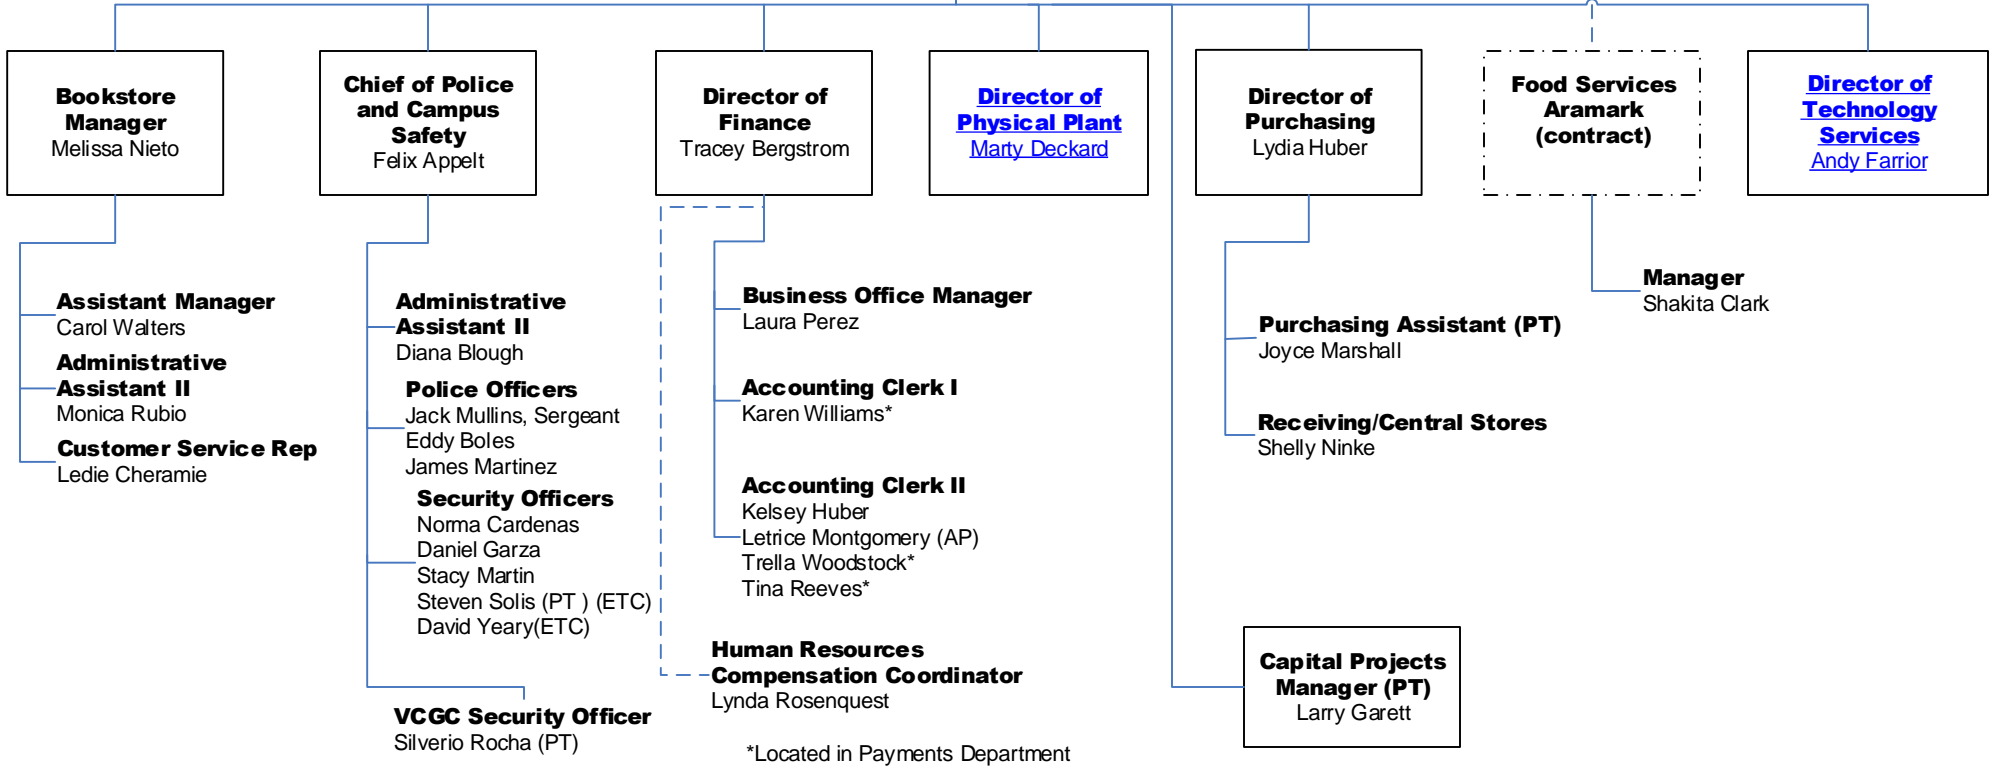 Bookstore
Manager
Melissa Nieto
Chief of Police
and Campus
Safety
Felix Appelt
Director of
Finance
Tracey Bergstrom
Director of
Physical Plant
Marty Deckard
Director of
Purchasing
Lydia Huber
Food Services
Aramark
(contract)
Director of
Technology
Services
Andy Farrior
Assistant Manager
Carol Walters
Administrative
Assistant II
Monica Rubio
Customer Service Rep
Ledie Cheramie
Administrative
Assistant II
Diana Blough
Police Officers
Jack Mullins, Sergeant
Eddy Boles
James Martinez
Security Officers
Norma Cardenas
Daniel Garza
Stacy Martin
Steven Solis (PT ) (ETC)
David Yeary(ETC)
VCGC Security Officer
Silverio Rocha (PT)
Business Office Manager
Laura Perez
Accounting Clerk I
Karen Williams*
Accounting Clerk II
Kelsey Huber
Letrice Montgomery (AP)
Trella Woodstock*
Tina Reeves*
Human Resources
Compensation Coordinator
Lynda Rosenquest
*Located in Payments Department
Purchasing Assistant (PT)
Joyce Marshall
Receiving/Central Stores
Shelly Ninke
Manager
Shakita Clark
Capital Projects
Manager (PT)
Larry Garett